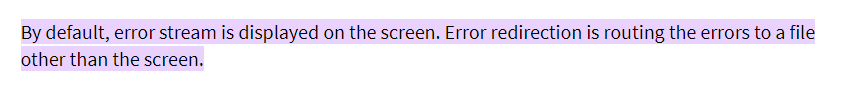 By default, error stream is displayed on the screen. Error redirection is routing the errors to a file
other than the screen.